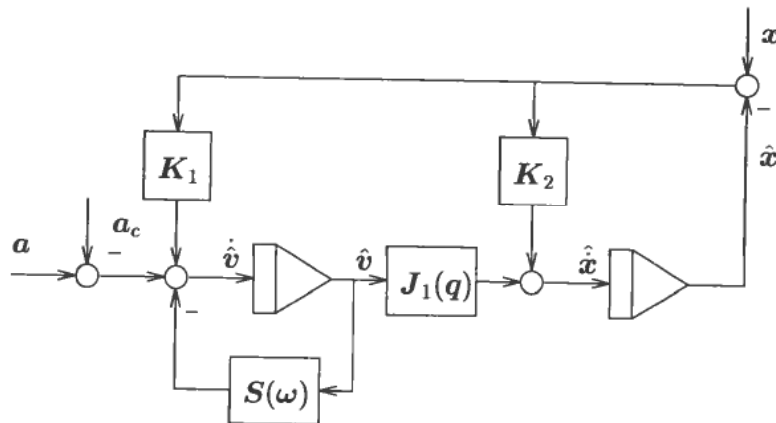 x
−
x̂
K₁
K₂
a
−
a_c
v̇̂
v̂
J₁(q)
ẋ̂
−
S(ω)